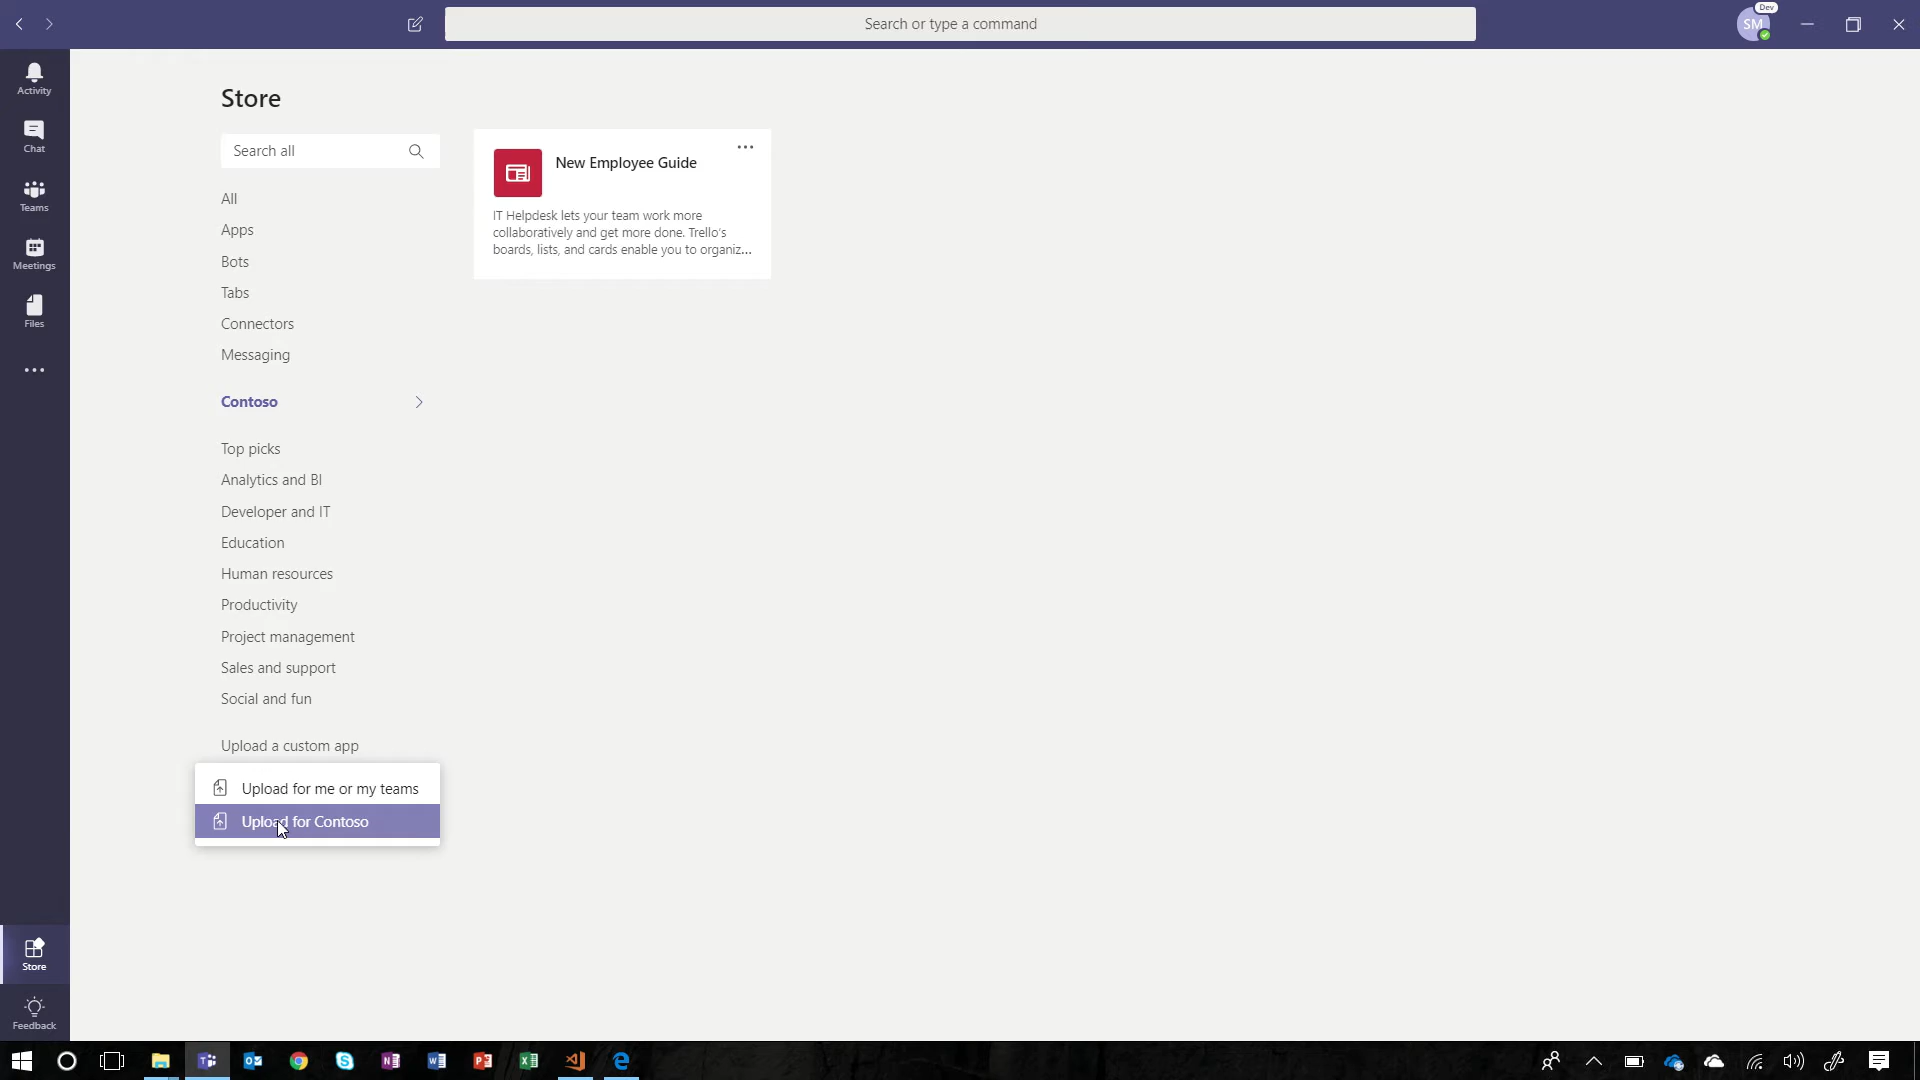 Search or type a command
Dev
SM
Activity
Chat
Teams
Meetings
Files
Store
Search all
All
Apps
Bots
Tabs
Connectors
Messaging
Contoso
Top picks
Analytics and BI
Developer and IT
Education
Human resources
Productivity
Project management
Sales and support
Social and fun
Upload a custom app
Upload for me or my teams
Upload for Contoso
New Employee Guide
IT Helpdesk lets your team work more
collaboratively and get more done. Trello's
boards, lists, and cards enable you to organiz...
Store
Feedback